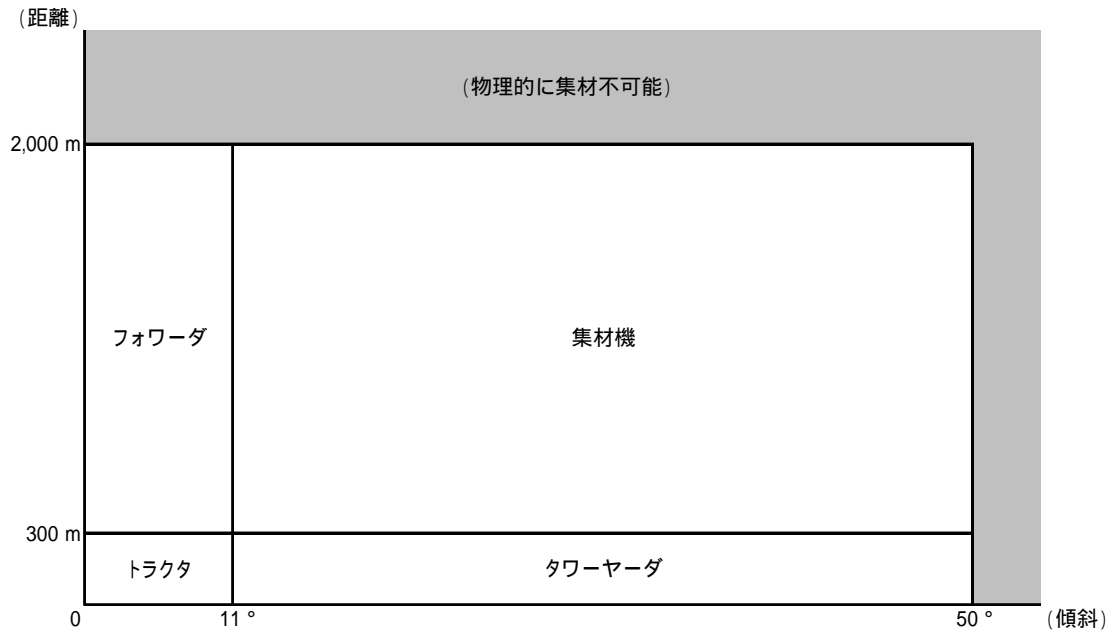 (距離)
(物理的に集材不可能)
2,000 m
フォワーダ
集材機
300 m
トラクタ
タワーヤーダ
0
11 °
50 °
(傾斜)